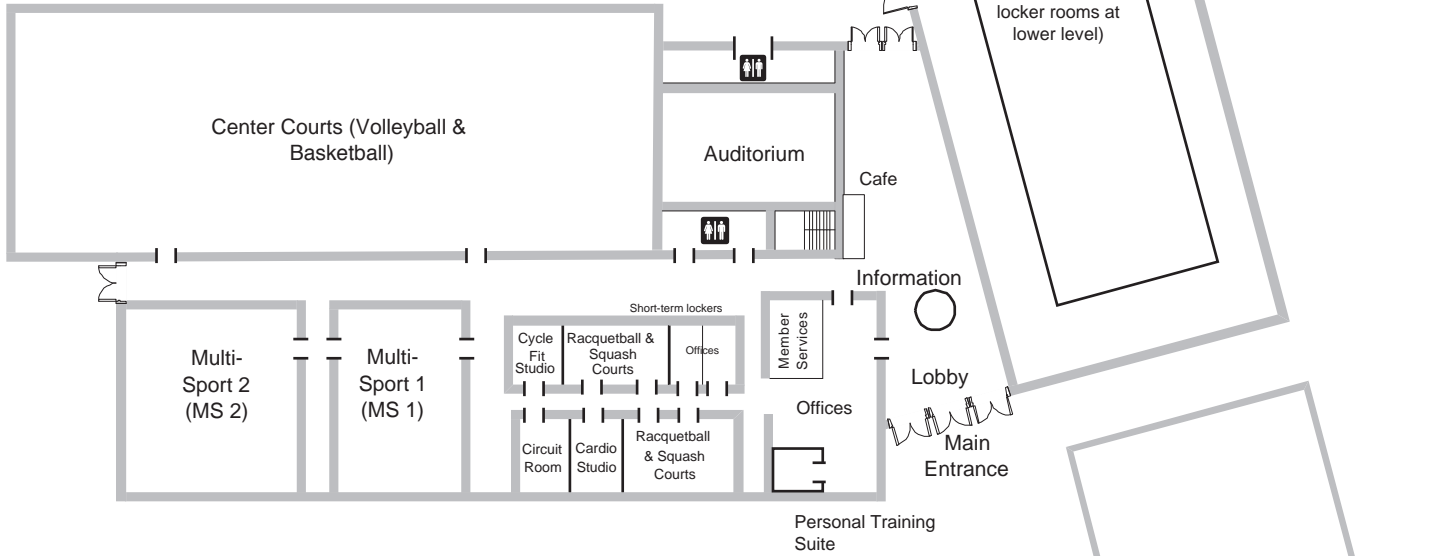 locker rooms at
lower level)
Center Courts (Volleyball &
Basketball)
Auditorium
Cafe
Information
Short-term lockers
Cycle
Fit
Studio
Racquetball &
Squash
Courts
Offices
Member
Services
Multi-
Sport 2
(MS 2)
Multi-
Sport 1
(MS 1)
Lobby
Offices
Circuit
Room
Cardio
Studio
Racquetball
& Squash
Courts
Main
Entrance
Personal Training
Suite